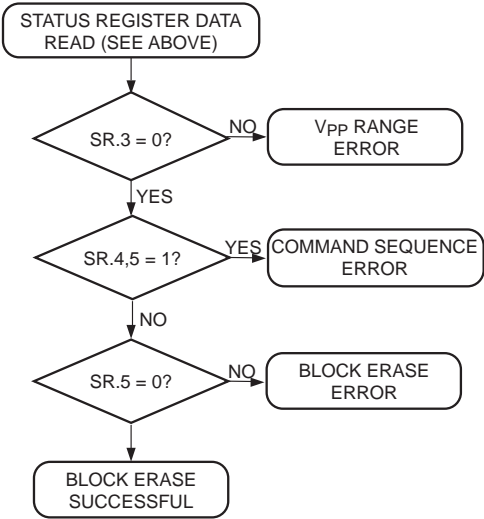 STATUS REGISTER DATA
READ (SEE ABOVE)
SR.3 = 0?
NO
VPP RANGE
ERROR
YES
SR.4,5 = 1?
YES
COMMAND SEQUENCE
ERROR
NO
SR.5 = 0?
NO
BLOCK ERASE
ERROR
BLOCK ERASE
SUCCESSFUL